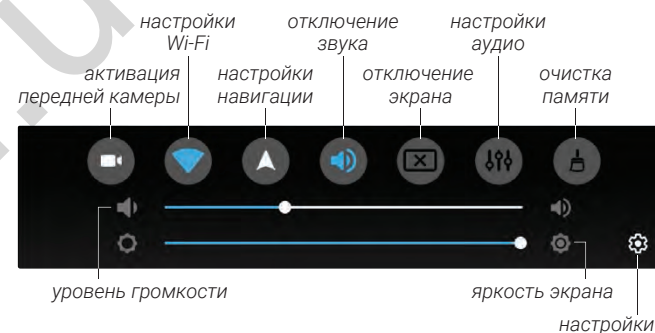 настройки
Wi-Fi
отключение
звука
настройки
аудио
активация
передней камеры
настройки
навигации
отключение
экрана
очистка
памяти
уровень громкости
яркость экрана
настройки